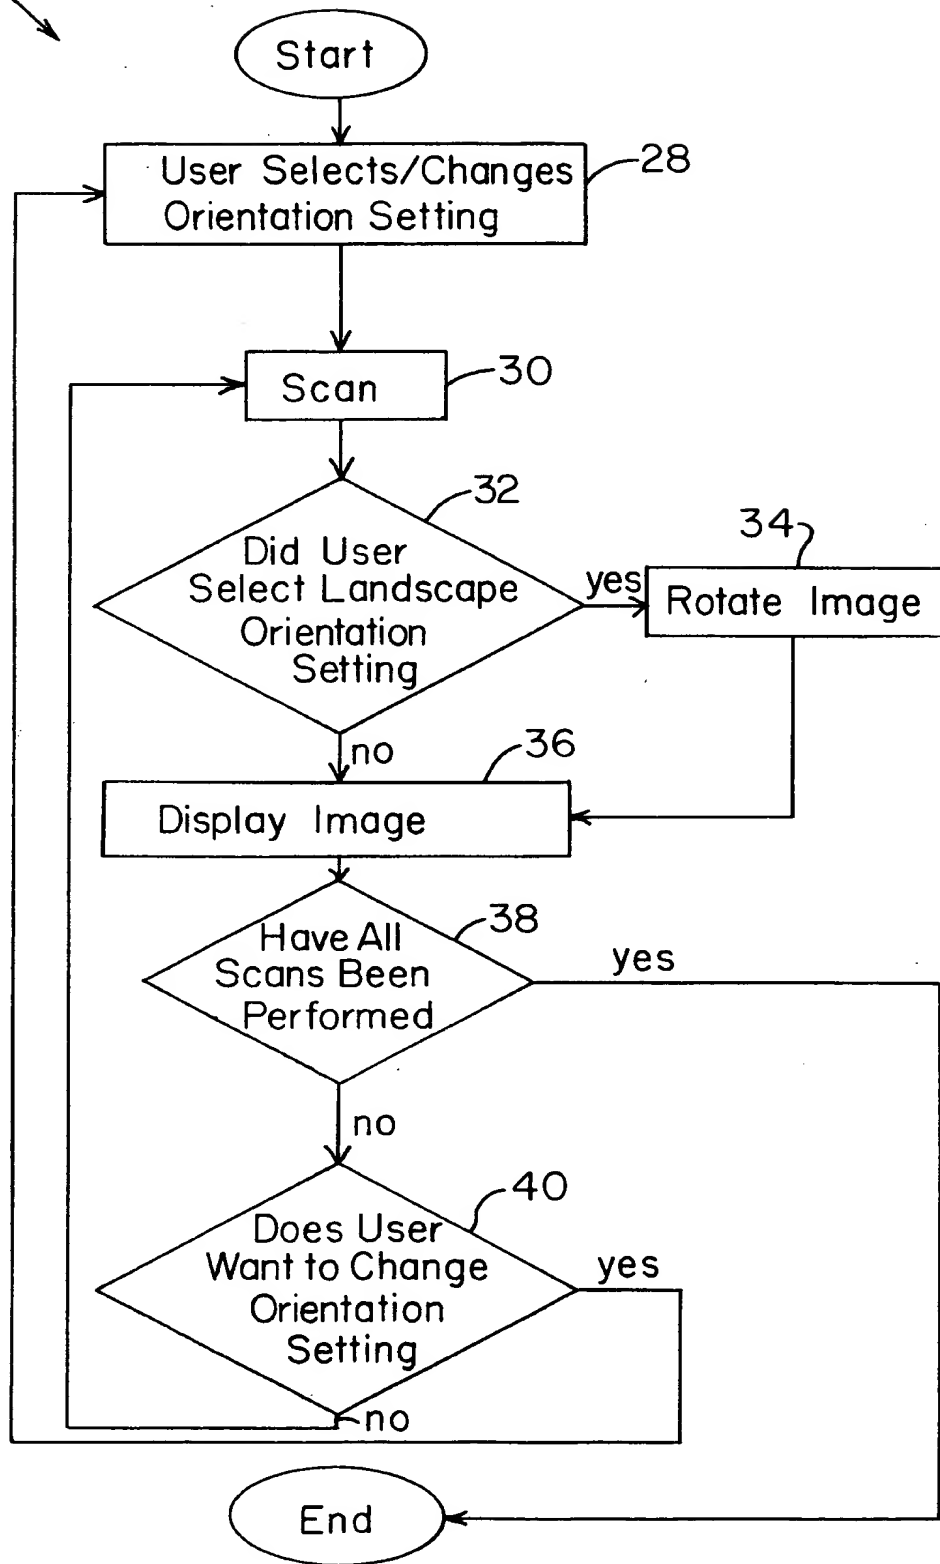 Start
User Selects/Changes
Orientation Setting
28
Scan
30
32
Did User
Select Landscape
Orientation
Setting
yes
34
Rotate Image
no
36
Display Image
38
Have All
Scans Been
Performed
yes
no
40
Does User
Want to Change
Orientation
Setting
yes
no
End